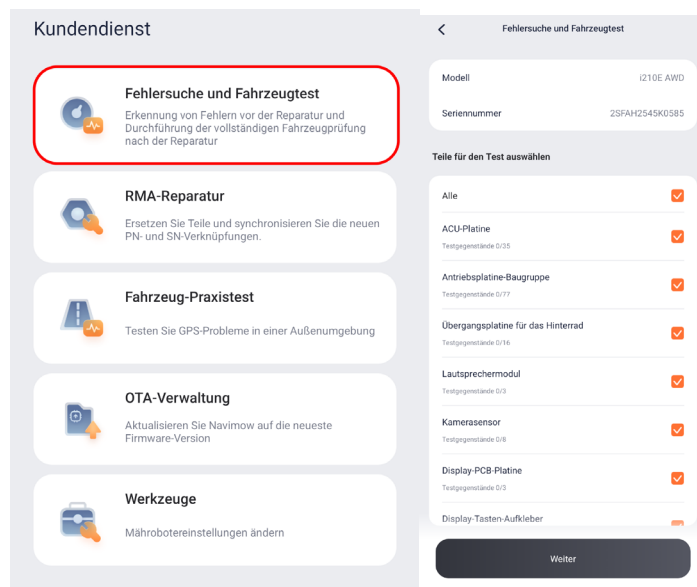 Kundendienst
Fehlersuche und Fahrzeugtest
Erkennung von Fehlern vor der Reparatur und
Durchführung der vollständigen Fahrzeugprüfung
nach der Reparatur
RMA-Reparatur
Ersetzen Sie Teile und synchronisieren Sie die neuen
PN- und SN-Verknüpfungen.
Fahrzeug-Praxistest
Testen Sie GPS-Probleme in einer Außenumgebung
OTA-Verwaltung
Aktualisieren Sie Navimow auf die neueste
Firmware-Version
Werkzeuge
Mährobotereinstellungen ändern
Fehlersuche und Fahrzeugtest
Modell i210E AWD
Seriennummer 2SFAH2545K0585
Teile für den Test auswählen
Alle
ACU-Platine
Testgegenstände 0/35
Antriebsplatine-Baugruppe
Testgegenstände 0/77
Übergangsplatine für das Hinterrad
Testgegenstände 0/16
Lautsprechermodul
Testgegenstände 0/3
Kamerasensor
Testgegenstände 0/8
Display-PCB-Platine
Testgegenstände 0/3
Display-Tasten-Aufkleber
Weiter